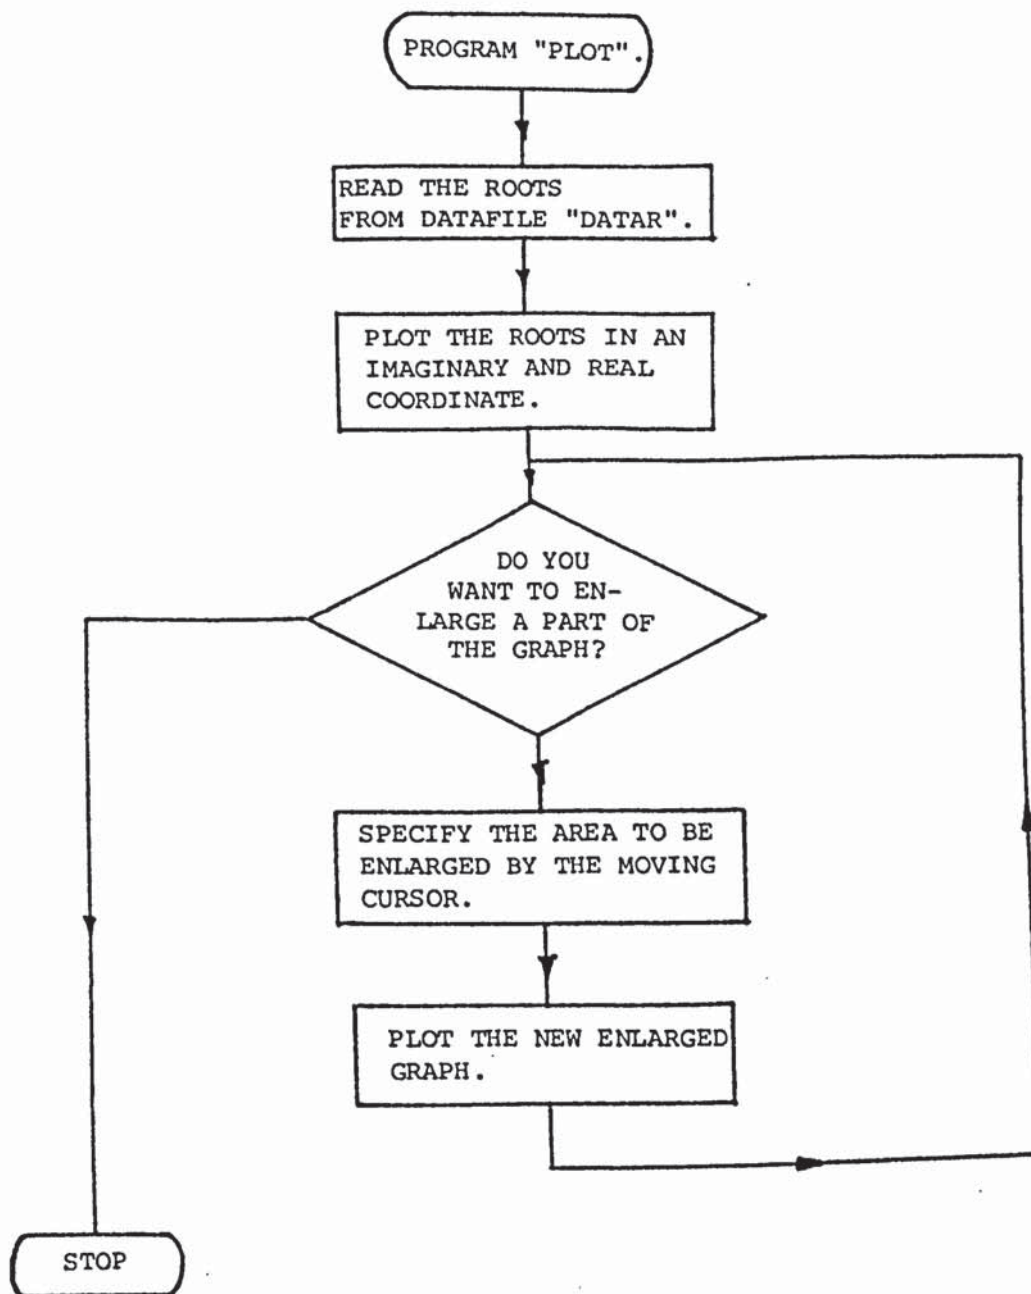 PROGRAM "PLOT".
READ THE ROOTS
FROM DATAFILE "DATAR".
PLOT THE ROOTS IN AN
IMAGINARY AND REAL
COORDINATE.
DO YOU
WANT TO EN-
LARGE A PART OF
THE GRAPH?
SPECIFY THE AREA TO BE
ENLARGED BY THE MOVING
CURSOR.
PLOT THE NEW ENLARGED
GRAPH.
STOP